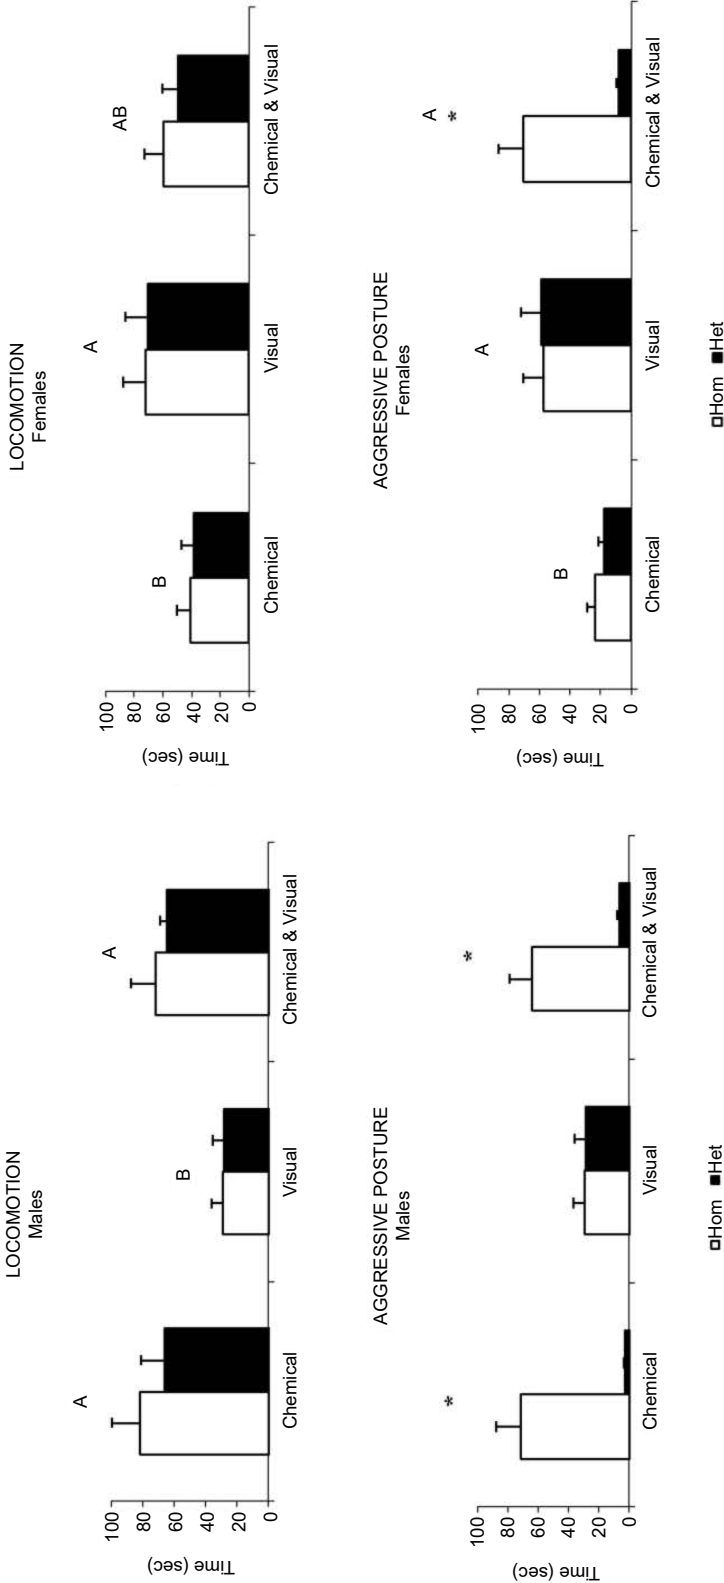 LOCOMOTION
Males
Time (sec)
100
80
60
40
20
0
A
B
A
Chemical
Visual
Chemical & Visual
LOCOMOTION
Females
Time (sec)
100
80
60
40
20
0
B
A
AB
Chemical
Visual
Chemical & Visual
AGGRESSIVE POSTURE
Males
Time (sec)
100
80
60
40
20
0
*
*
Chemical
Visual
Chemical & Visual
Hom Het
AGGRESSIVE POSTURE
Females
Time (sec)
100
80
60
40
20
0
B
A
A
*
Chemical
Visual
Chemical & Visual
Hom Het